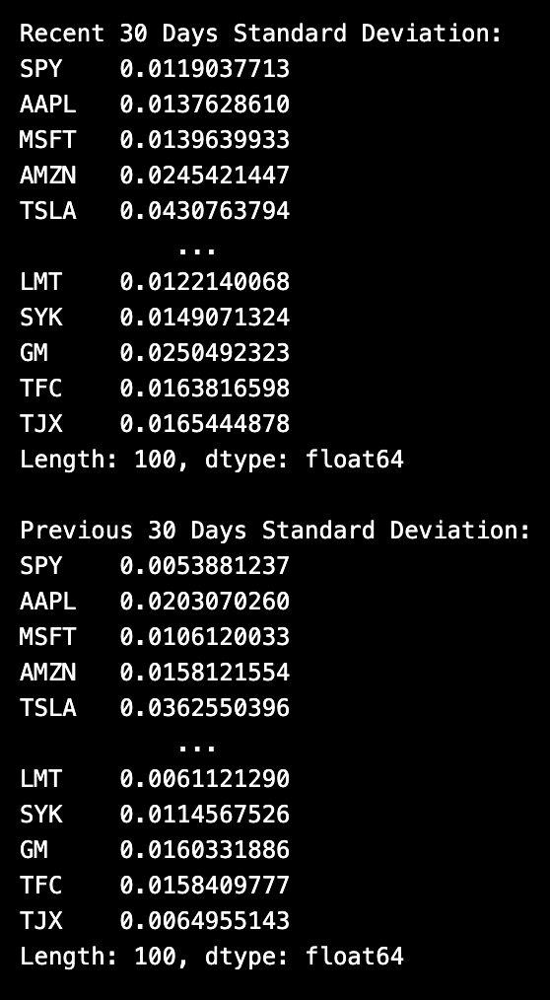 Recent 30 Days Standard Deviation:
SPY    0.0119037713
AAPL   0.0137628610
MSFT   0.0139639933
AMZN   0.0245421447
TSLA   0.0430763794
           ...
LMT    0.0122140068
SYK    0.0149071324
GM     0.0250492323
TFC    0.0163816598
TJX    0.0165444878
Length: 100, dtype: float64

Previous 30 Days Standard Deviation:
SPY    0.0053881237
AAPL   0.0203070260
MSFT   0.0106120033
AMZN   0.0158121554
TSLA   0.0362550396
           ...
LMT    0.0061121290
SYK    0.0114567526
GM     0.0160331886
TFC    0.0158409777
TJX    0.0064955143
Length: 100, dtype: float64